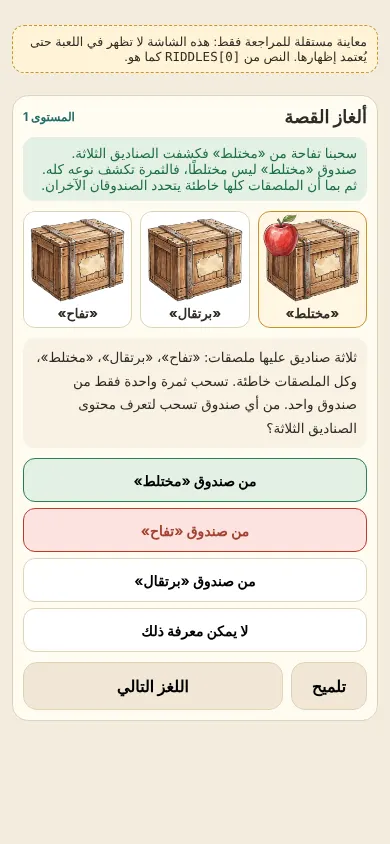 معاينة مستقلة للمراجعة فقط: هذه الشاشة لا تظهر في اللعبة حتى
يُعتمد إظهارها. النص من RIDDLES[0] كما هو.
ألغاز القصة
المستوى 1
سحبنا تفاحة من «مختلط» فكشفت الصناديق الثلاثة.
صندوق «مختلط» ليس مختلطًا، فالثمرة تكشف نوعه كله.
ثم بما أن الملصقات كلها خاطئة يتحدد الصندوقان الآخران.
«مختلط»
«برتقال»
«تفاح»
ثلاثة صناديق عليها ملصقات: «تفاح»، «برتقال»، «مختلط»،
وكل الملصقات خاطئة. تسحب ثمرة واحدة فقط من
صندوق واحد. من أي صندوق تسحب لتعرف محتوى
الصناديق الثلاثة؟
من صندوق «مختلط»
من صندوق «تفاح»
من صندوق «برتقال»
لا يمكن معرفة ذلك
تلميح
اللغز التالي